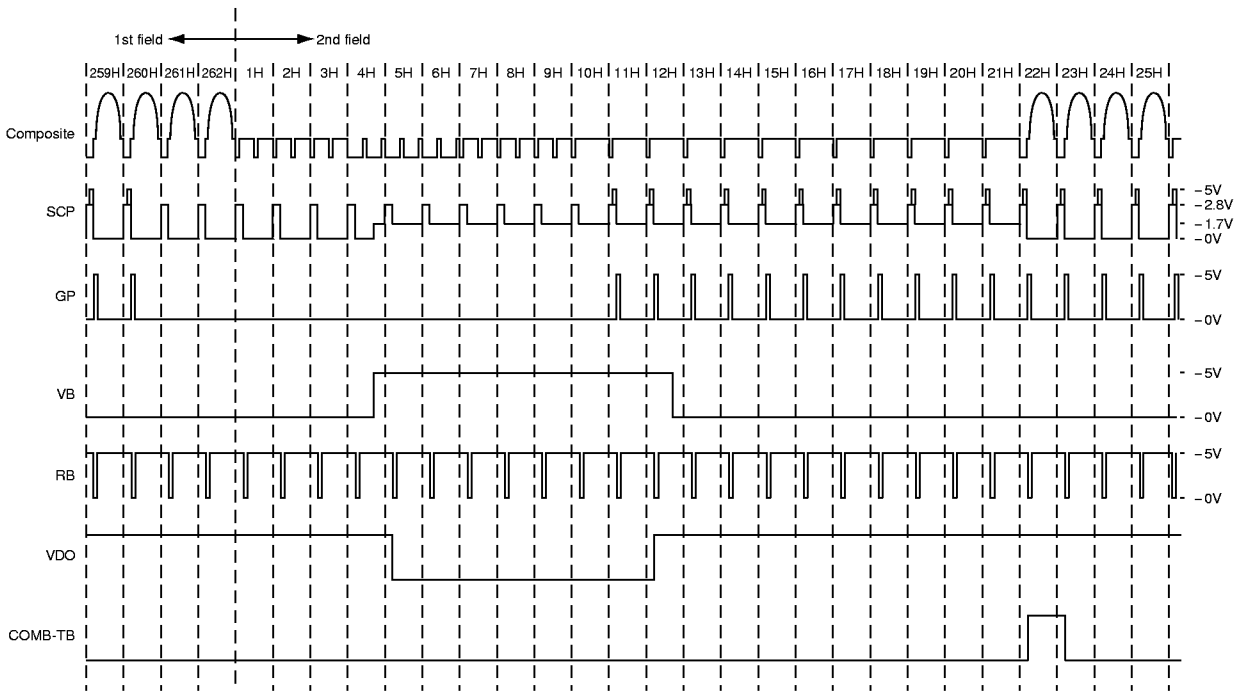 1st field 2nd field
259H 260H 261H 262H 1H 2H 3H 4H 5H 6H 7H 8H 9H 10H 11H 12H 13H 14H 15H 16H 17H 18H 19H 20H 21H 22H 23H 24H 25H
Composite
SCP
-5V
-2.8V
-1.7V
-0V
GP
-5V
-0V
VB
-5V
-0V
RB
-5V
-0V
VDO
COMB-TB